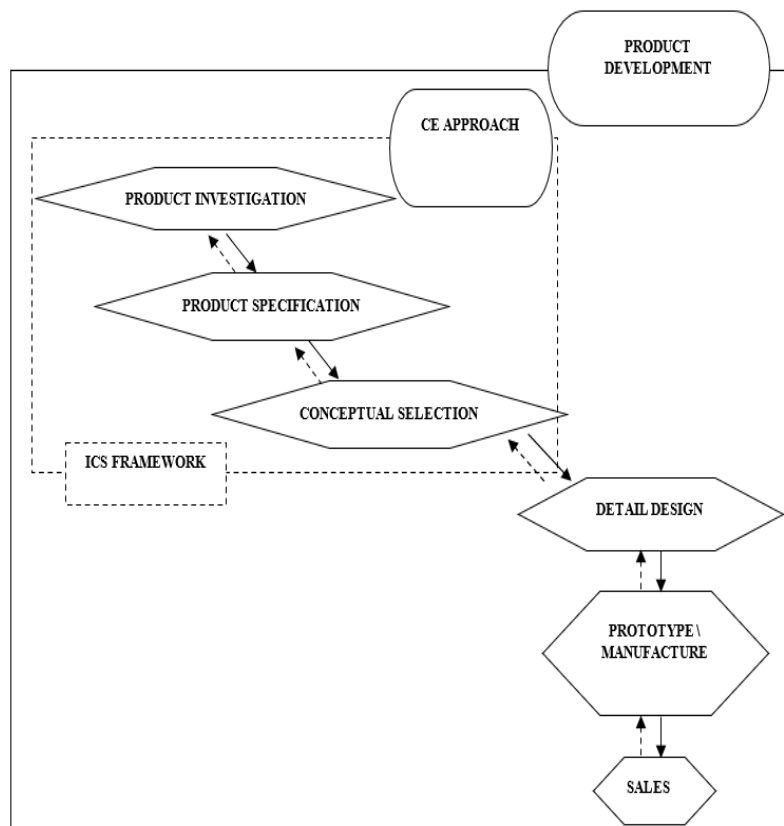 PRODUCT
DEVELOPMENT
CE APPROACH
PRODUCT INVESTIGATION
PRODUCT SPECIFICATION
CONCEPTUAL SELECTION
ICS FRAMEWORK
DETAIL DESIGN
PROTOTYPE \
MANUFACTURE
SALES